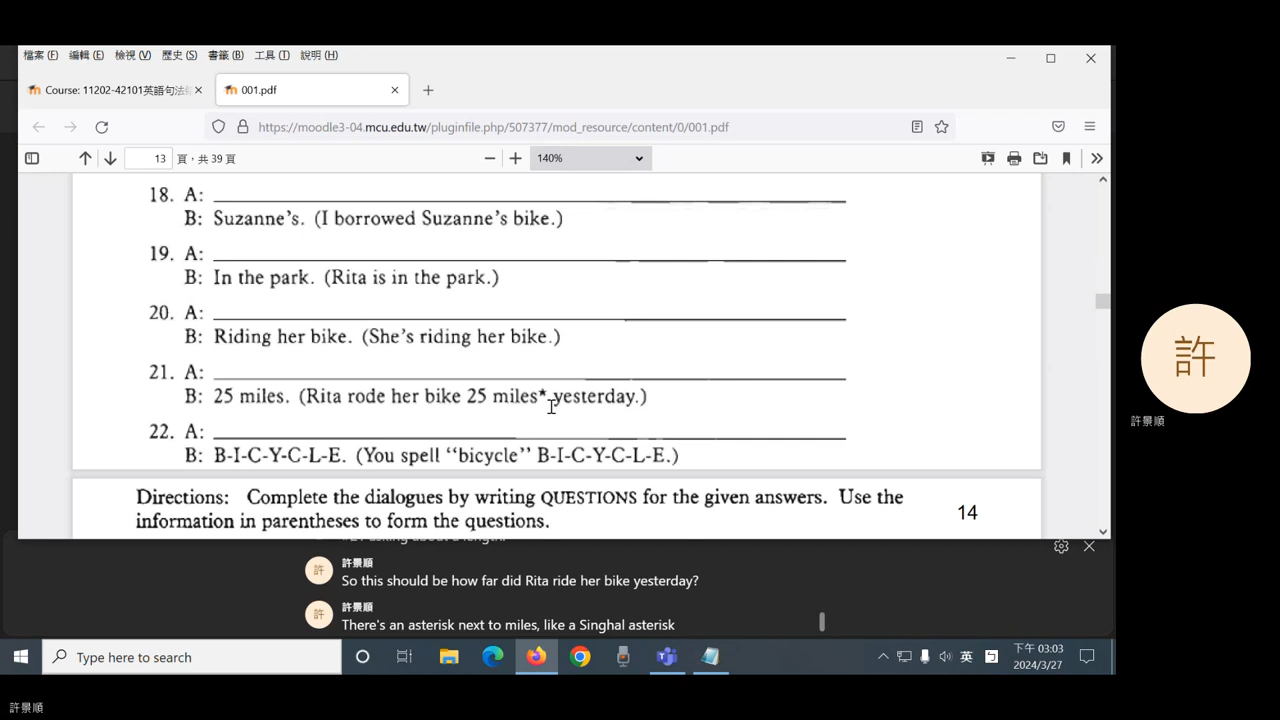 檔案 (F) 編輯 (E) 檢視 (V) 歷史 (S) 書籤 (B) 工具 (T) 說明 (H)
Course: 11202-42101英語句法結
001.pdf
https://moodle3-04.mcu.edu.tw/pluginfile.php/507377/mod_resource/content/0/001.pdf
13 頁，共 39 頁
140%
18. A:
B: Suzanne's. (I borrowed Suzanne's bike.)
19. A:
B: In the park. (Rita is in the park.)
20. A:
B: Riding her bike. (She's riding her bike.)
21. A:
B: 25 miles. (Rita rode her bike 25 miles* yesterday.)
22. A:
B: B-I-C-Y-C-L-E. (You spell "bicycle" B-I-C-Y-C-L-E.)
Directions: Complete the dialogues by writing QUESTIONS for the given answers. Use the
information in parentheses to form the questions.
14
許
許景順
許
許景順
So this should be how far did Rita ride her bike yesterday?
許
許景順
There's an asterisk next to miles, like a Singhal asterisk
Type here to search
英
下午 03:03
2024/3/27
許景順